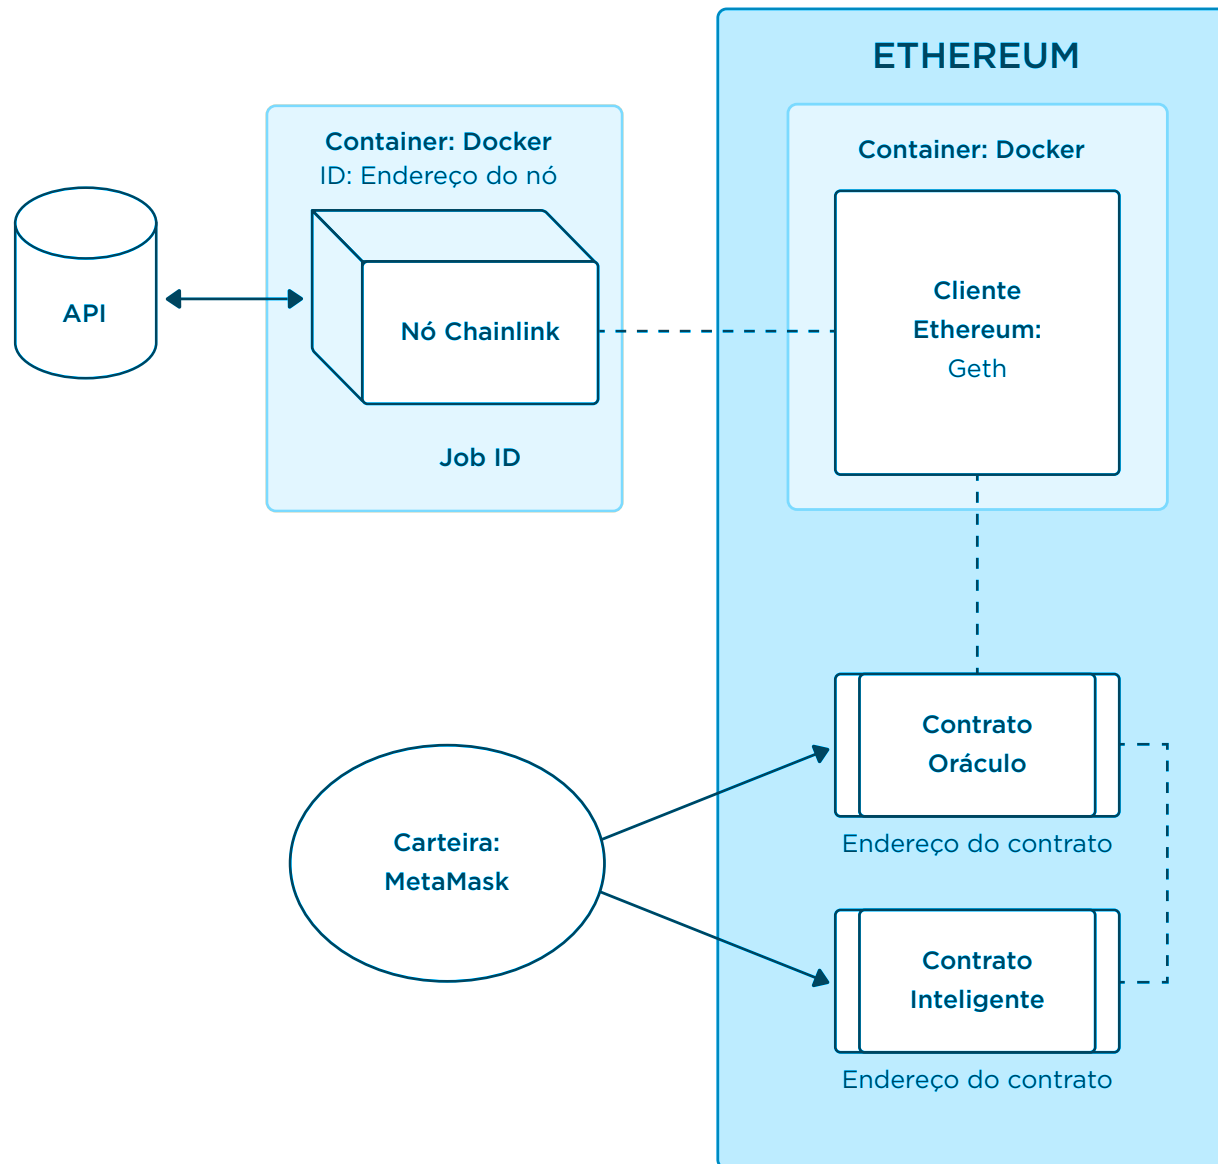 ETHEREUM
Container: Docker
ID: Endereço do nó
Container: Docker
API
Nó Chainlink
Cliente
Ethereum:
Geth
Job ID
Contrato
Oráculo
Endereço do contrato
Carteira:
MetaMask
Contrato
Inteligente
Endereço do contrato